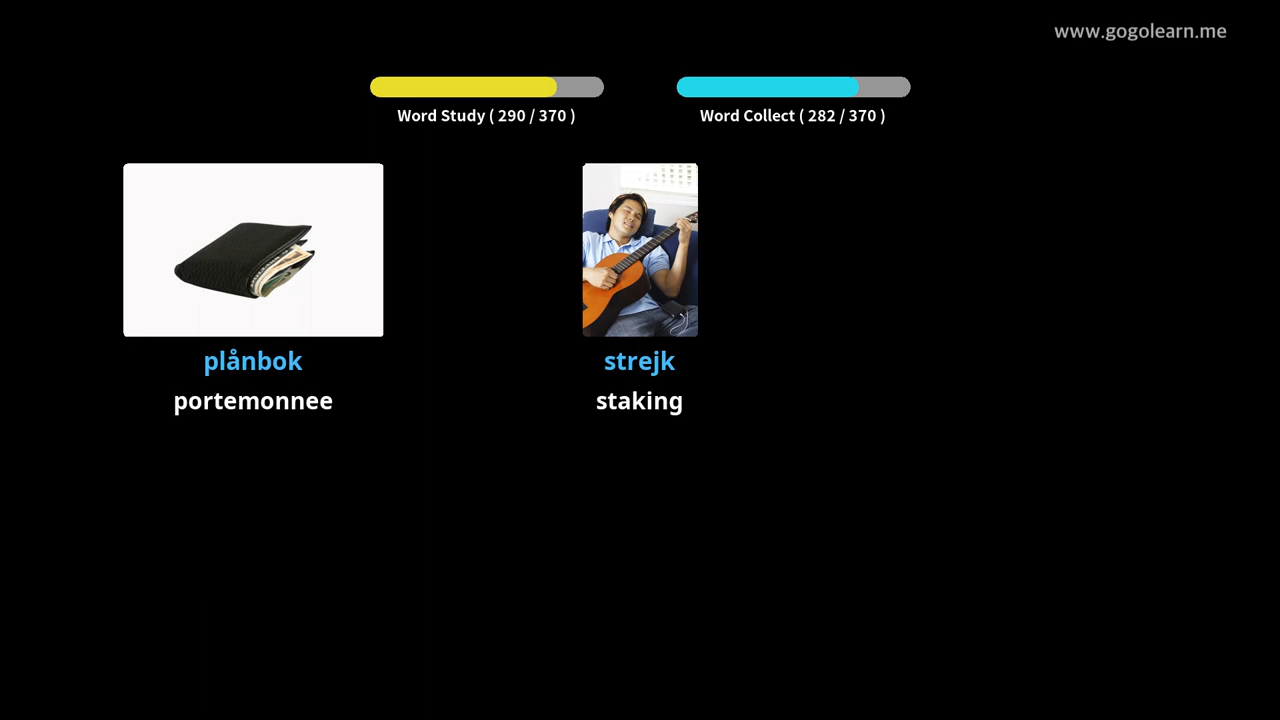 www.gogolearn.me
Word Study ( 290 / 370 )
Word Collect ( 282 / 370 )
plånbok
portemonnee
strejk
staking